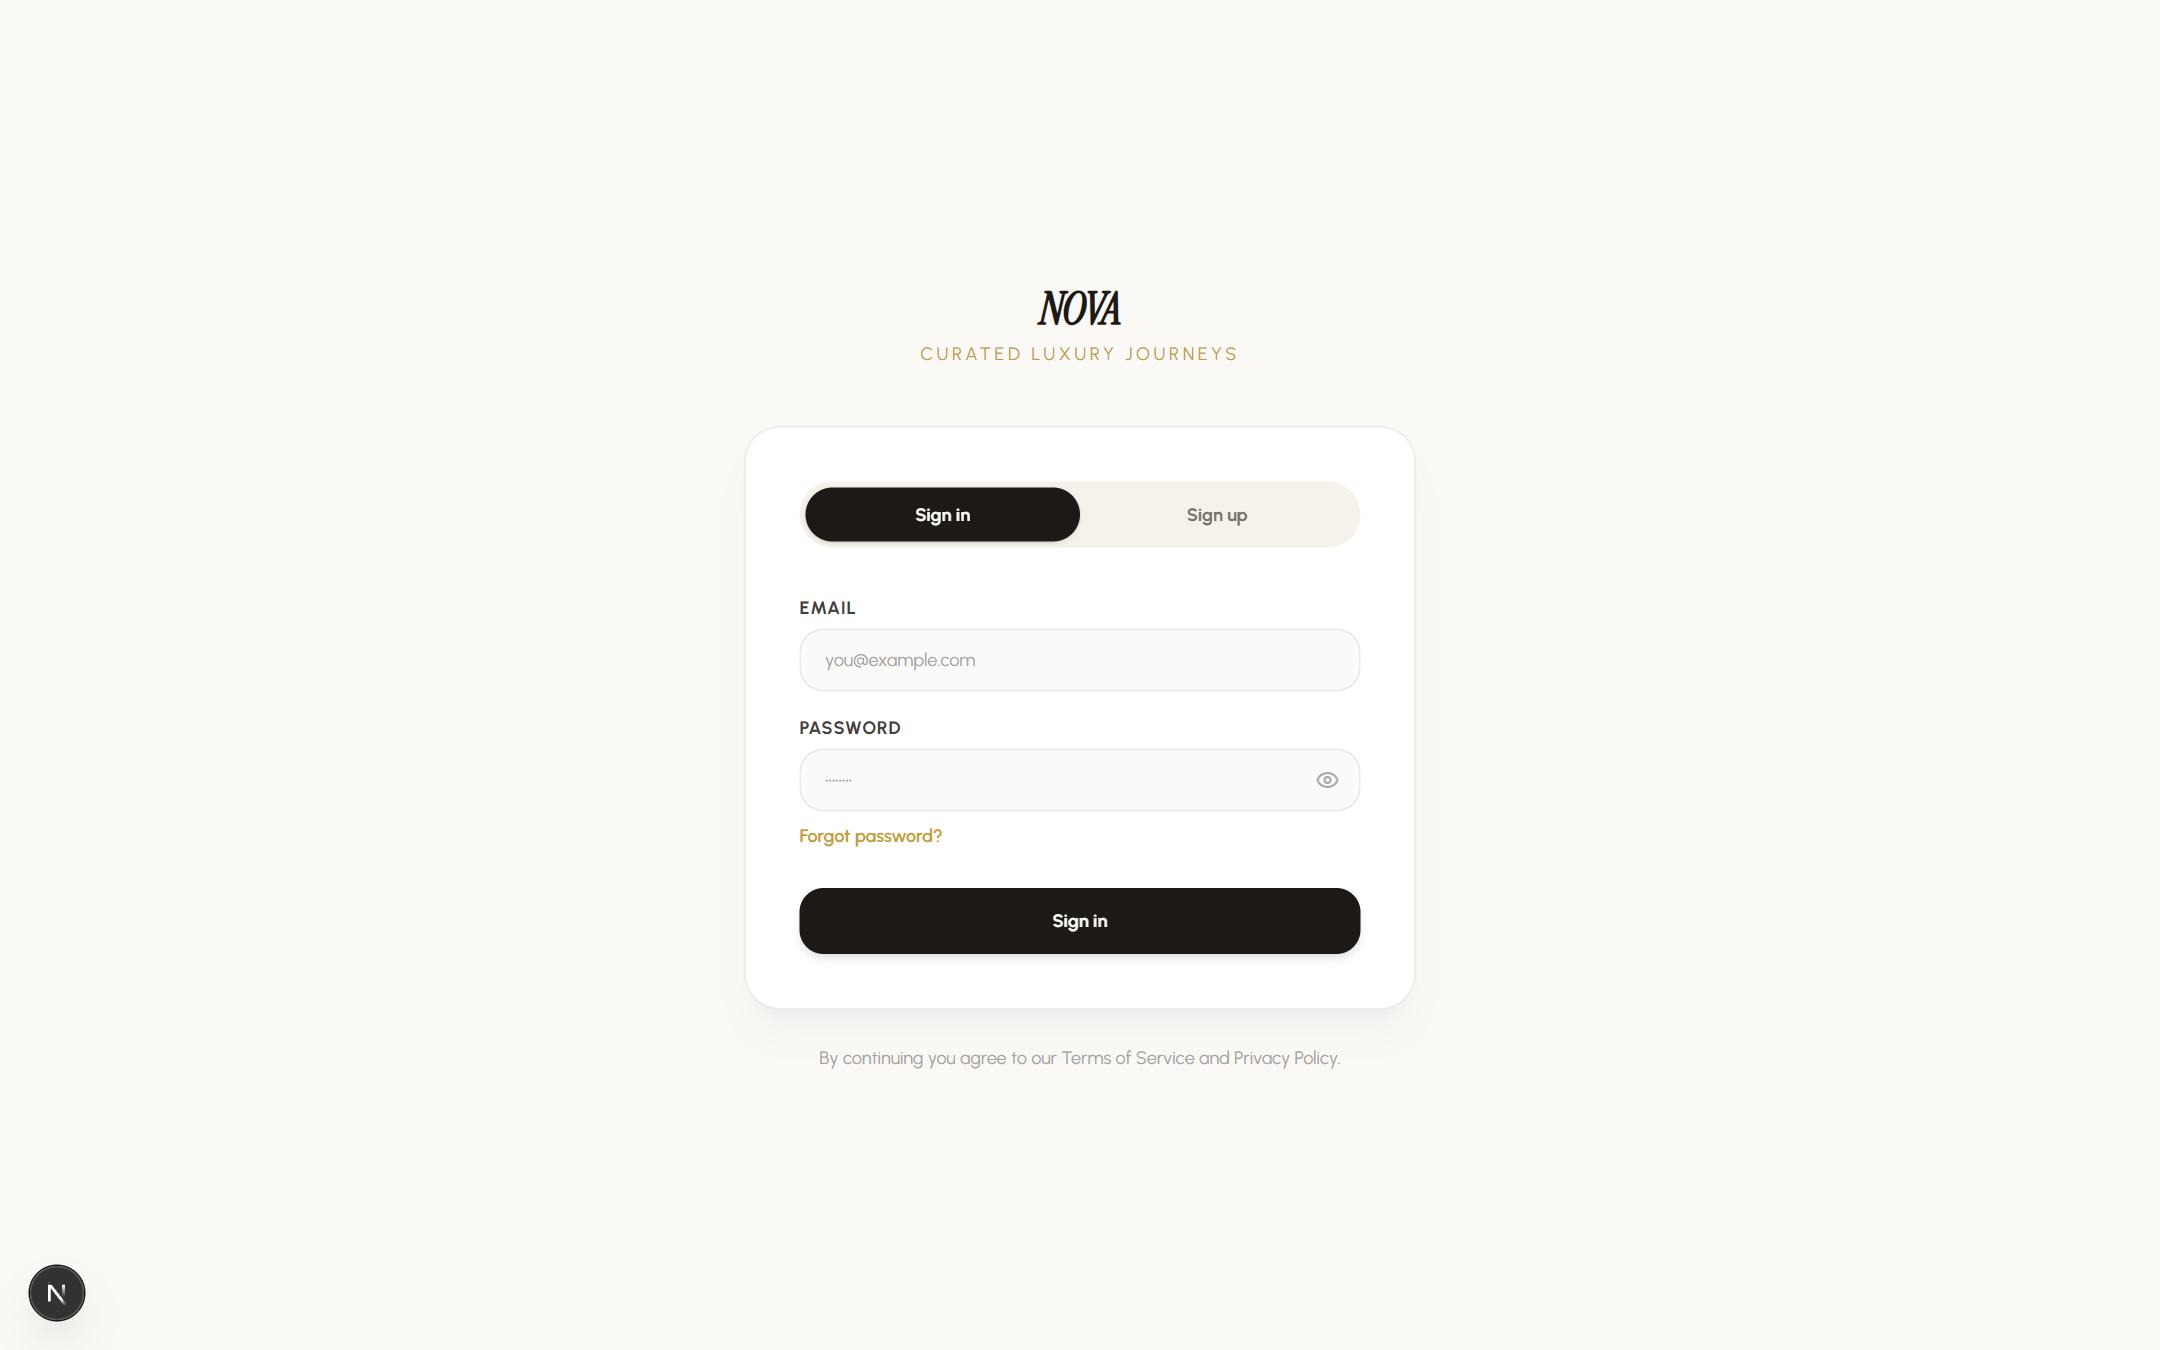 NOVA
CURATED LUXURY JOURNEYS
Sign in
Sign up
EMAIL
you@example.com
PASSWORD
········
Forgot password?
Sign in
By continuing you agree to our Terms of Service and Privacy Policy.
N